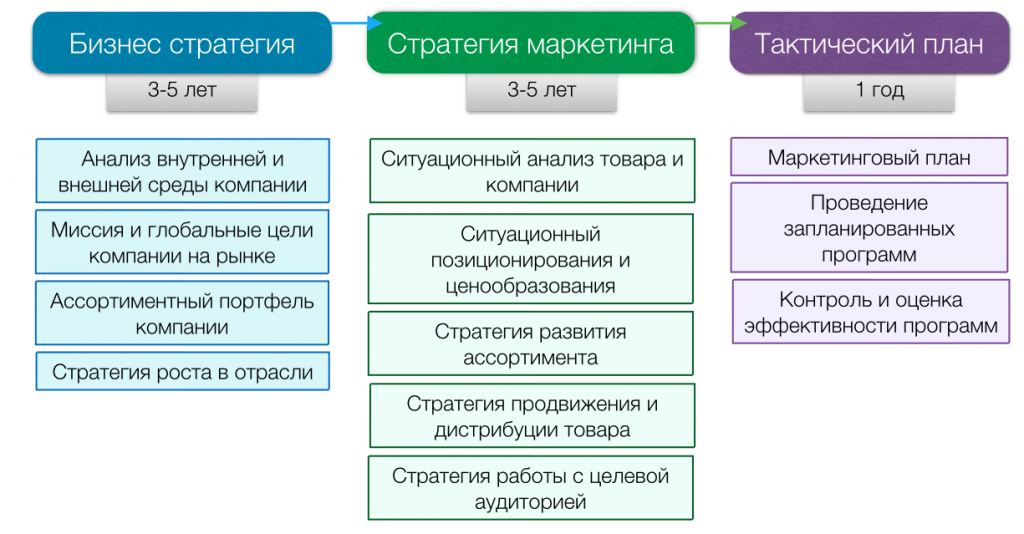 Бизнес стратегия
3-5 лет
Анализ внутренней и
внешней среды компании
Миссия и глобальные цели
компании на рынке
Ассортиментный портфель
компании
Стратегия роста в отрасли
Стратегия маркетинга
3-5 лет
Ситуационный анализ товара и
компании
Ситуационный
позиционирования и
ценообразования
Стратегия развития
ассортимента
Стратегия продвижения и
дистрибуции товара
Стратегия работы с целевой
аудиторией
Тактический план
1 год
Маркетинговый план
Проведение
запланированных
программ
Контроль и оценка
эффективности программ